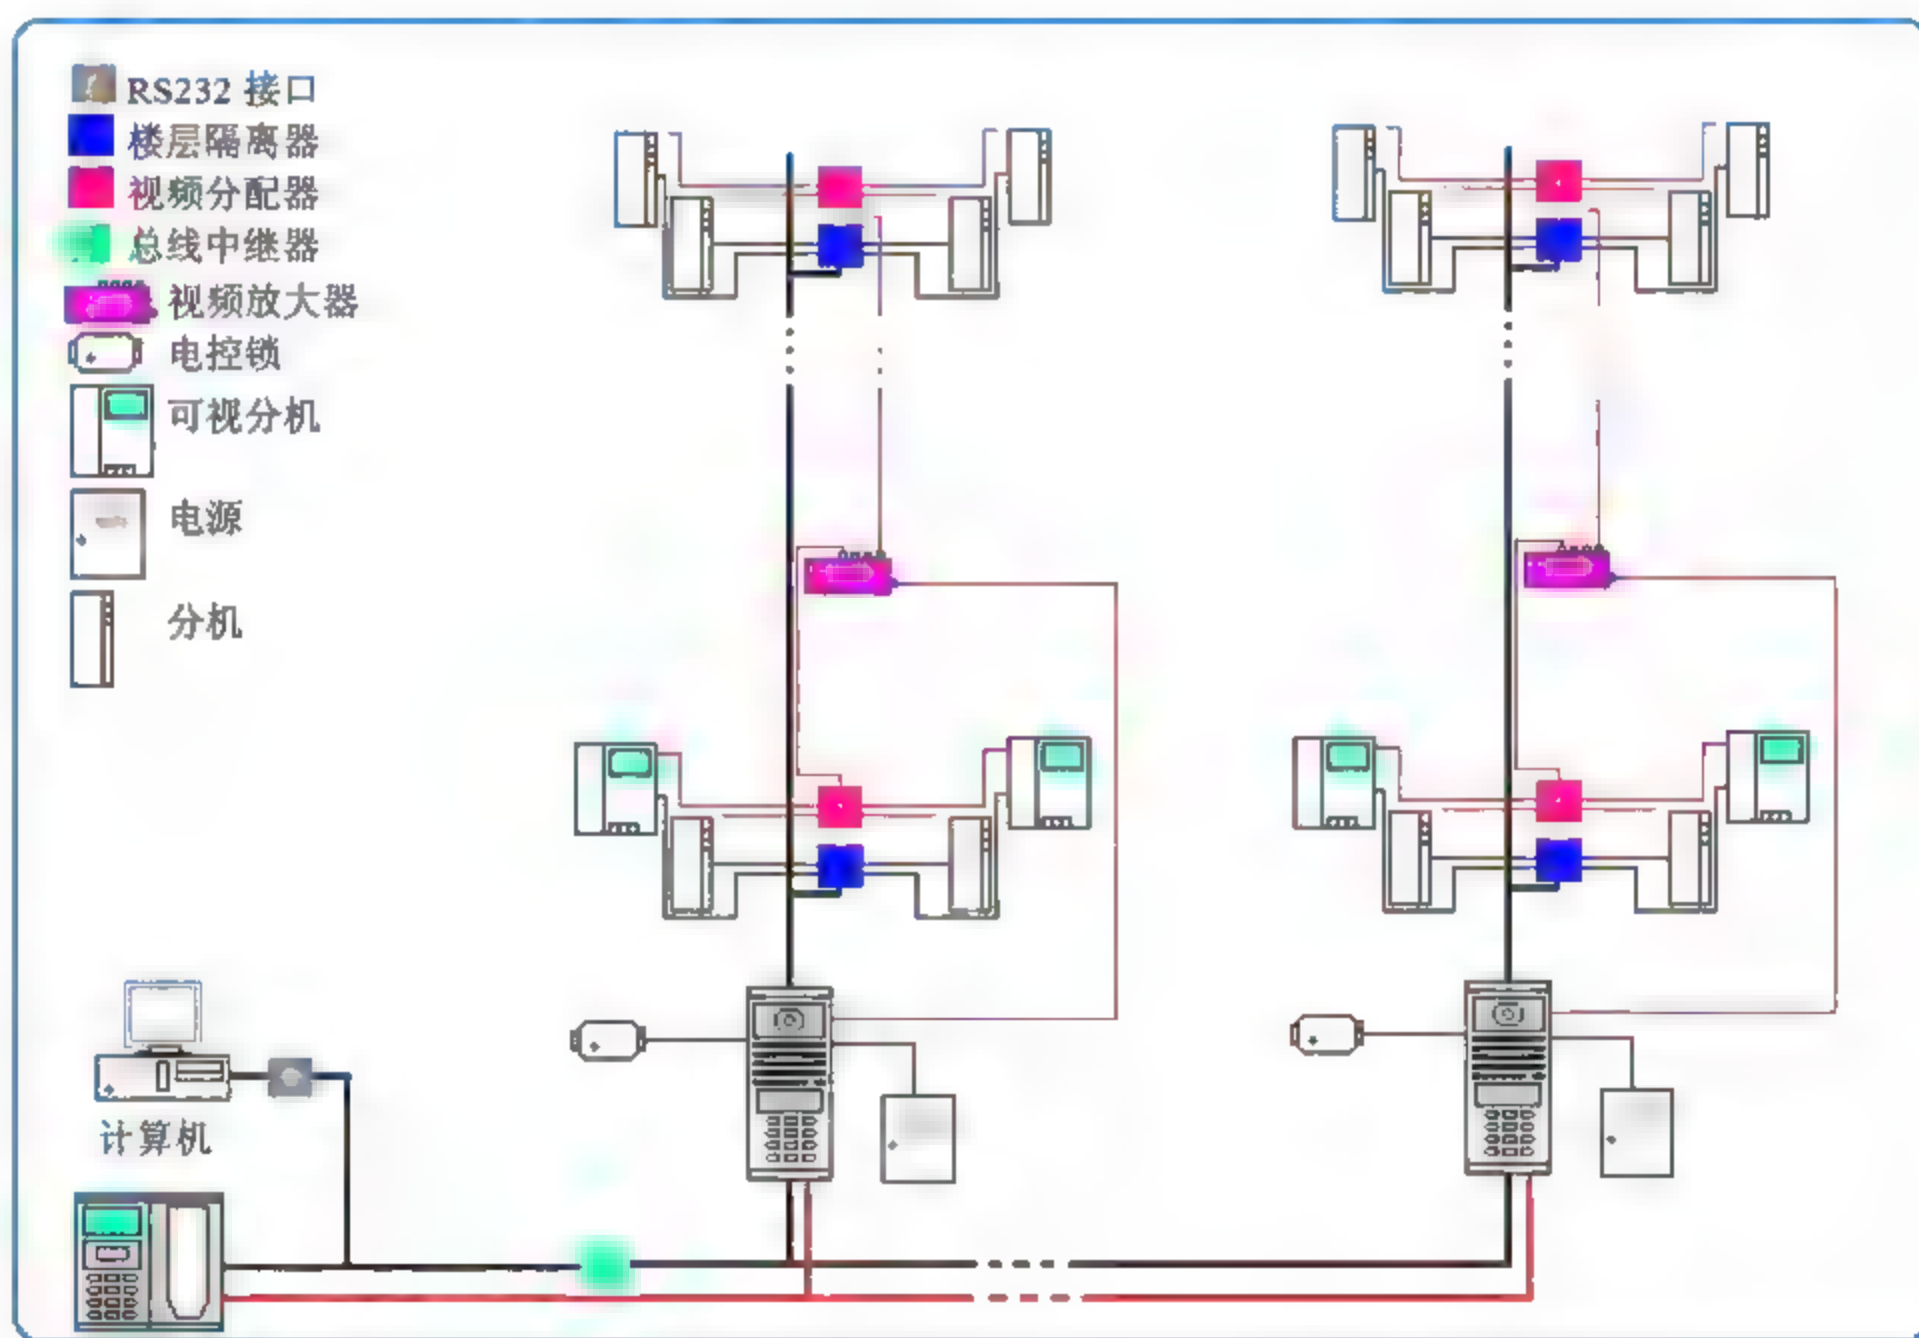 RS232 接口
楼层隔离器
视频分配器
总线中继器
视频放大器
电控锁
可视分机
电源
分机
计算机